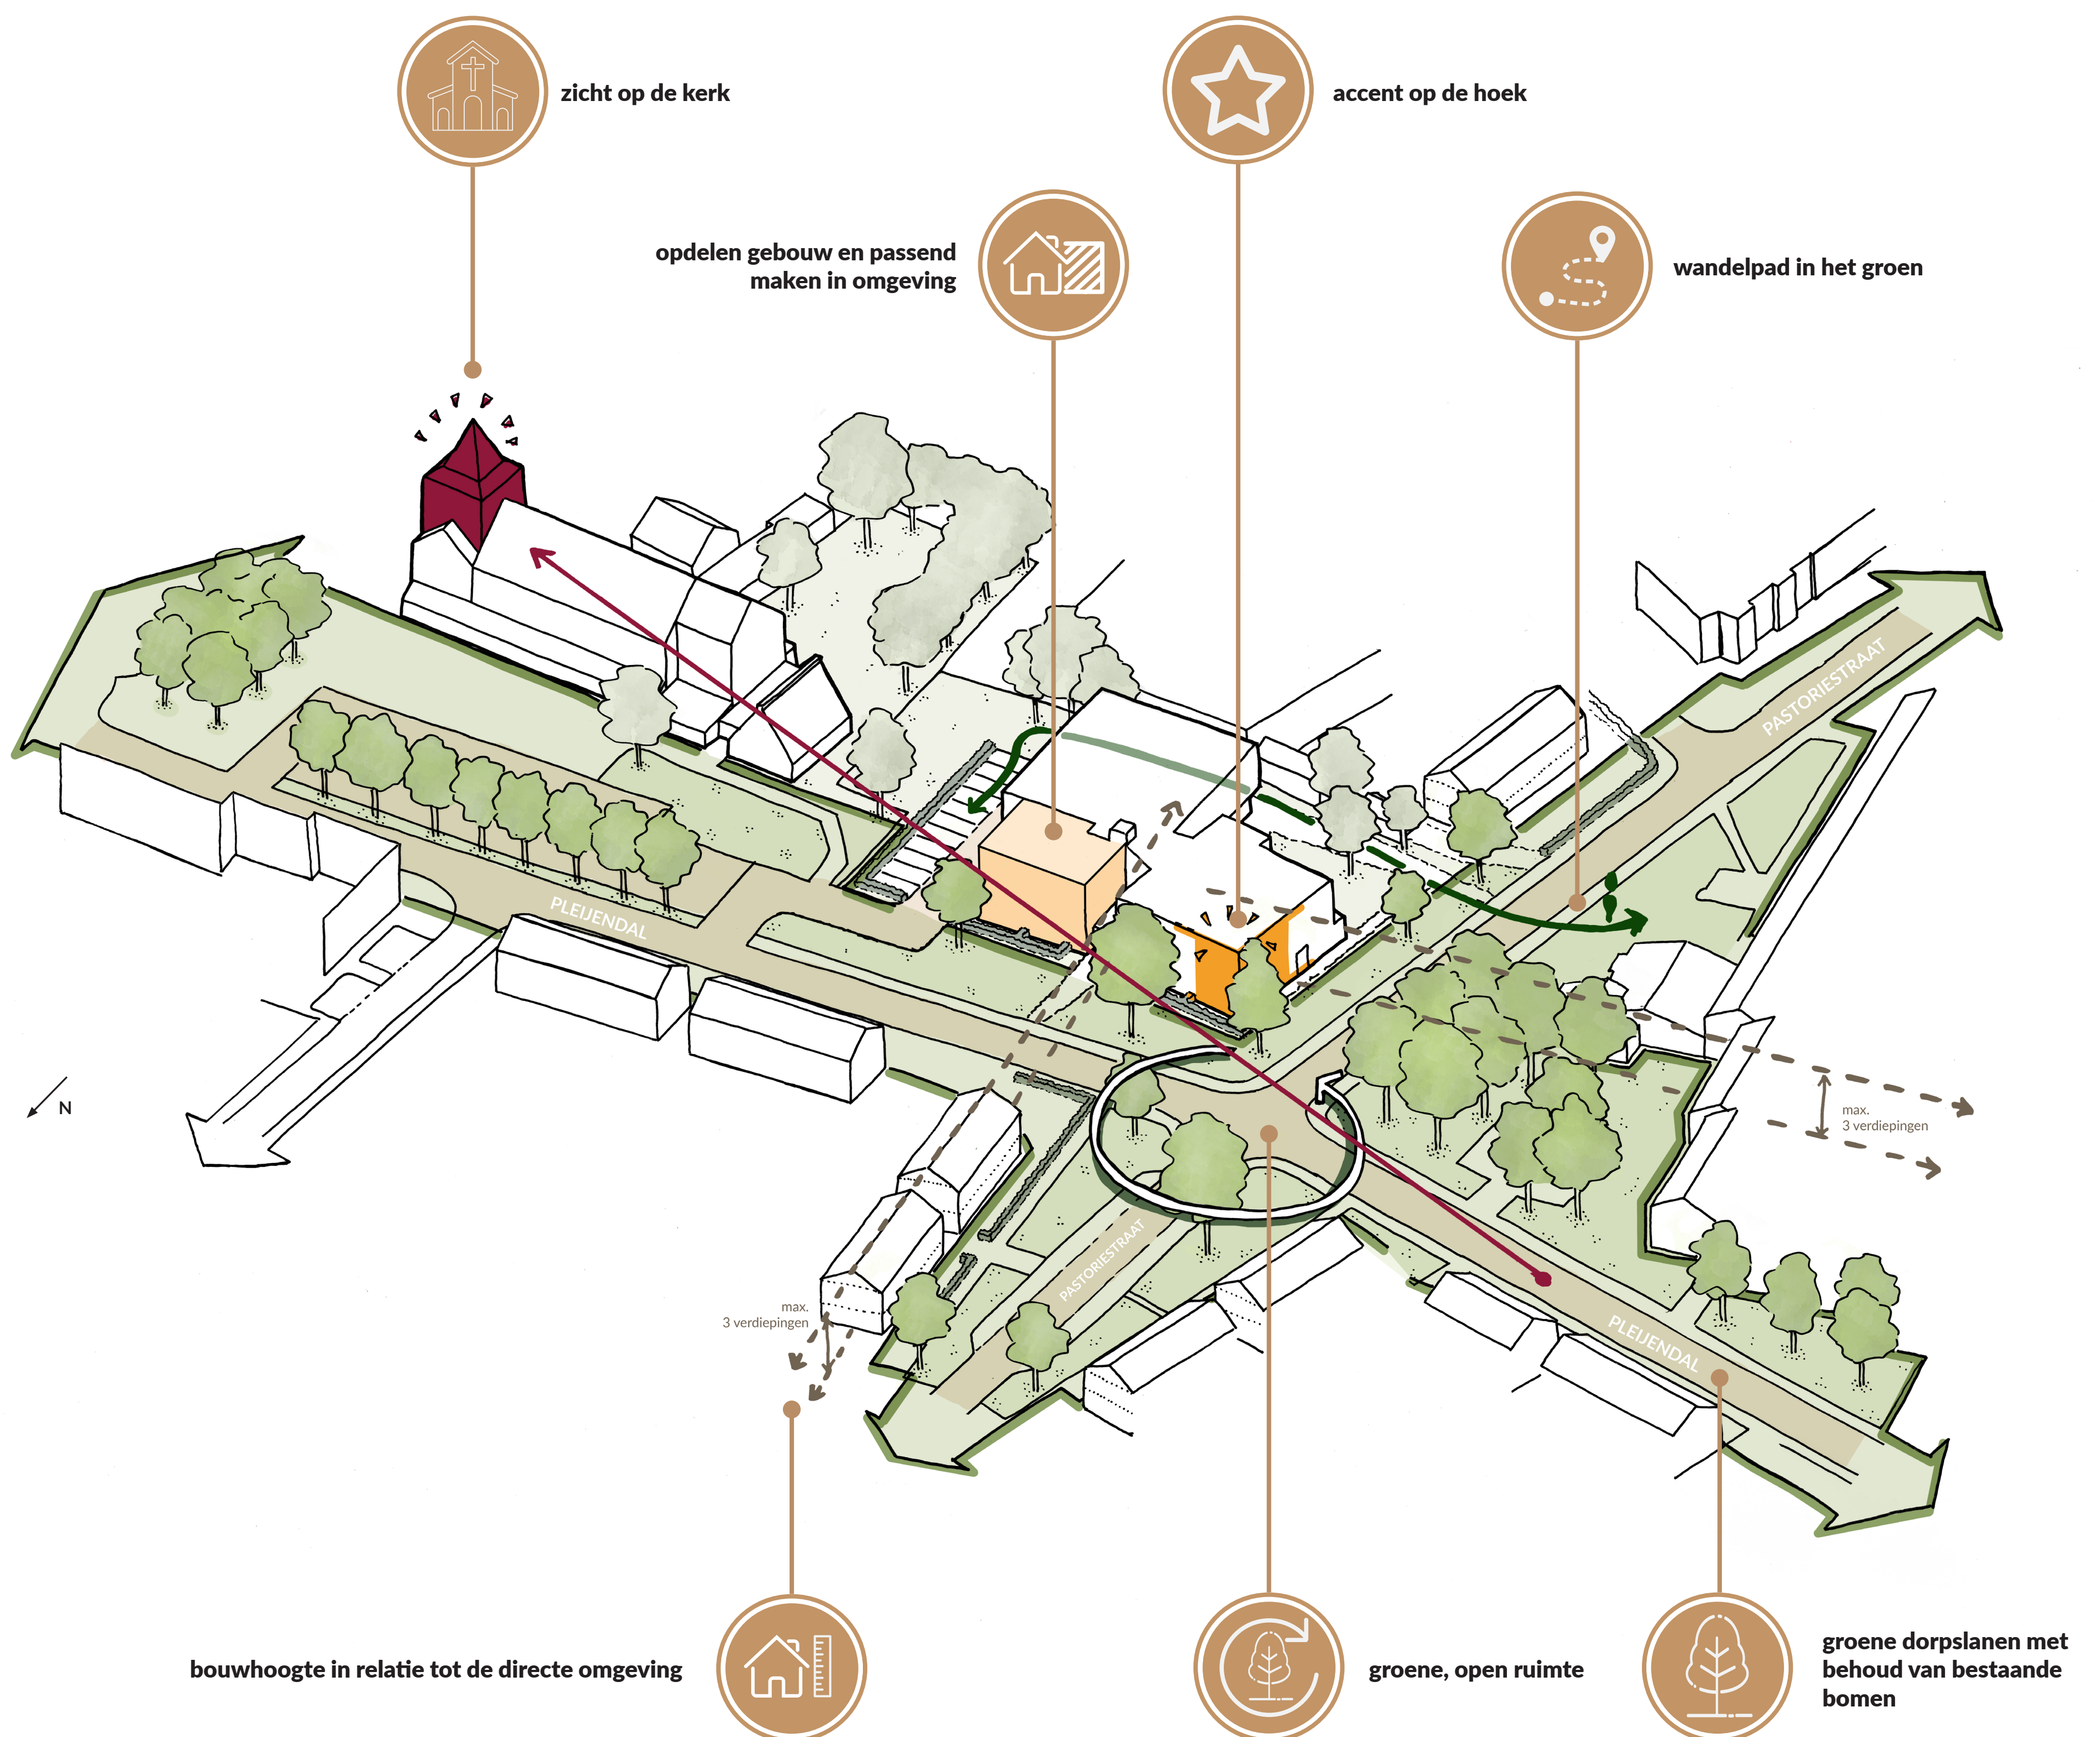 zicht op de kerk
accent op de hoek
opdelen gebouw en passend
maken in omgeving
wandelpad in het groen
PASTORIESTRAAT
PLEIJENDAL
N
max.
3 verdiepingen
PASTORIESTRAAT
max.
3 verdiepingen
PLEIJENDAL
bouwhoogte in relatie tot de directe omgeving
groene, open ruimte
groene dorpslanen met
behoud van bestaande
bomen